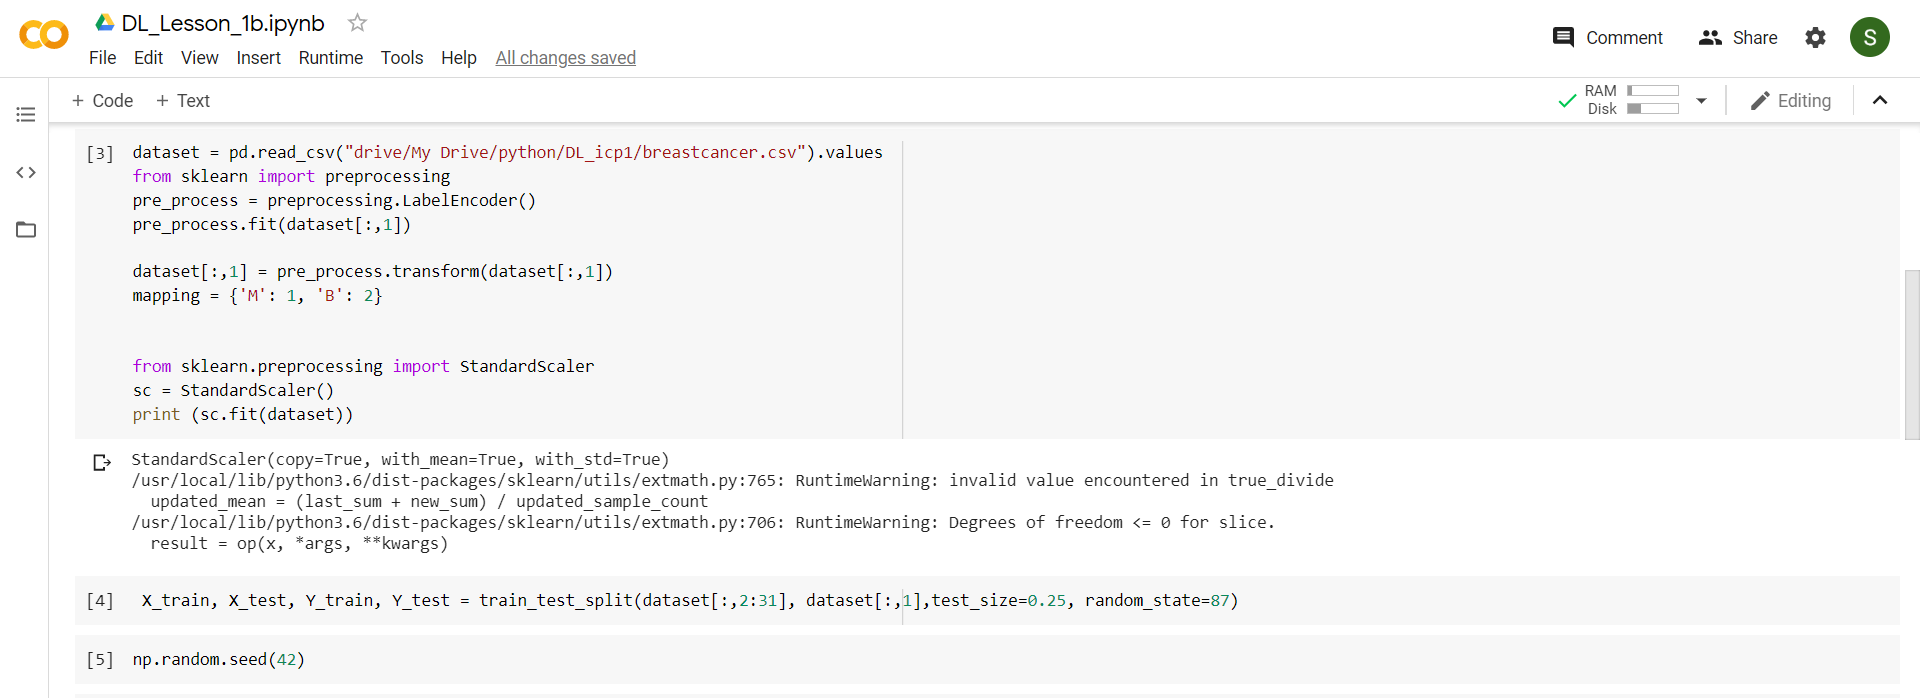 DL_Lesson_1b.ipynb
File Edit View Insert Runtime Tools Help All changes saved
Comment Share S
+ Code + Text
RAM
Disk
Editing
[3] dataset = pd.read_csv("drive/My Drive/python/DL_icp1/breastcancer.csv").values
from sklearn import preprocessing
pre_process = preprocessing.LabelEncoder()
pre_process.fit(dataset[:,1])
dataset[:,1] = pre_process.transform(dataset[:,1])
mapping = {'M': 1, 'B': 2}
from sklearn.preprocessing import StandardScaler
sc = StandardScaler()
print (sc.fit(dataset))
StandardScaler(copy=True, with_mean=True, with_std=True)
/usr/local/lib/python3.6/dist-packages/sklearn/utils/extmath.py:765: RuntimeWarning: invalid value encountered in true_divide
updated_mean = (last_sum + new_sum) / updated_sample_count
/usr/local/lib/python3.6/dist-packages/sklearn/utils/extmath.py:706: RuntimeWarning: Degrees of freedom <= 0 for slice.
result = op(x, *args, **kwargs)
[4] X_train, X_test, Y_train, Y_test = train_test_split(dataset[:,2:31], dataset[:,1],test_size=0.25, random_state=87)
[5] np.random.seed(42)